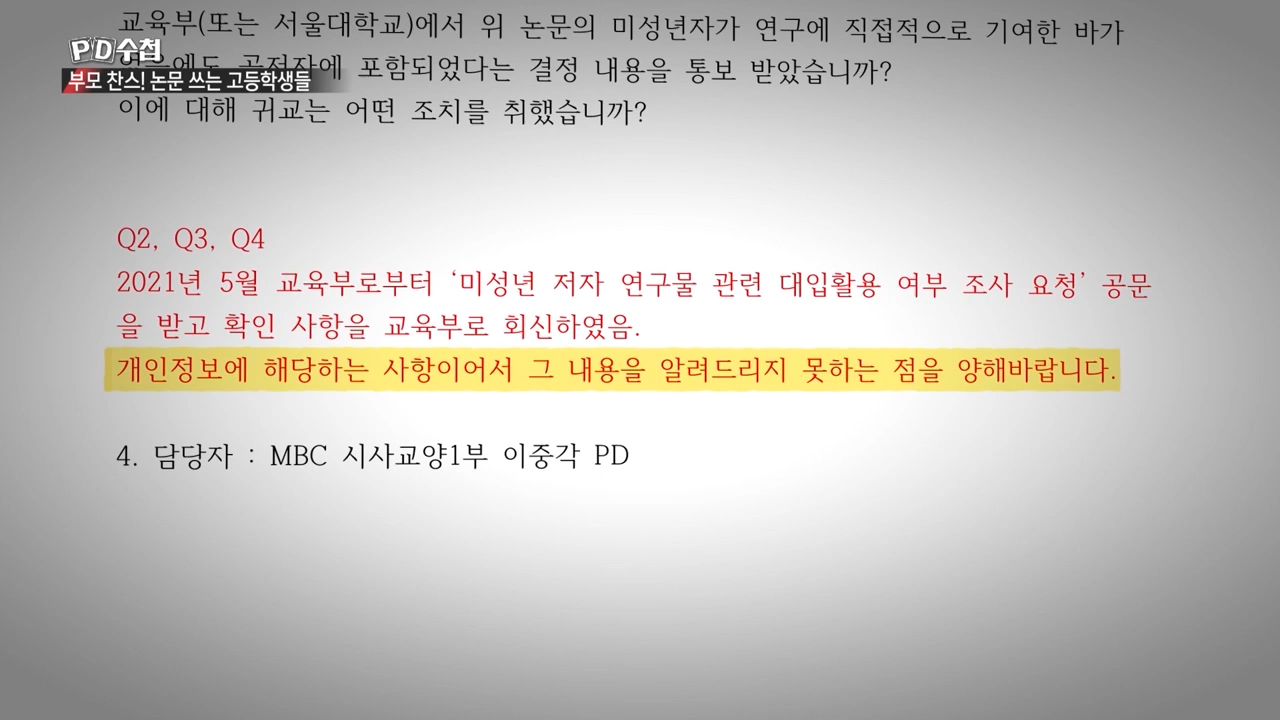 교육부(또는 서울대학교)에서 위 논문의 미성년자가 연구에 직접적으로 기여한 바가
PD수첩
공저자에 포함되었다는 결정 내용을 통보 받았습니까?
부모 찬스! 논문 쓰는 고등학생들
이에 대해 귀교는 어떤 조치를 취했습니까?
Q2, Q3, Q4
2021년 5월 교육부로부터 ‘미성년 저자 연구물 관련 대입활용 여부 조사 요청’ 공문
을 받고 확인 사항을 교육부로 회신하였음.
개인정보에 해당하는 사항이어서 그 내용을 알려드리지 못하는 점을 양해바랍니다.
4. 담당자 : MBC 시사교양1부 이중각 PD